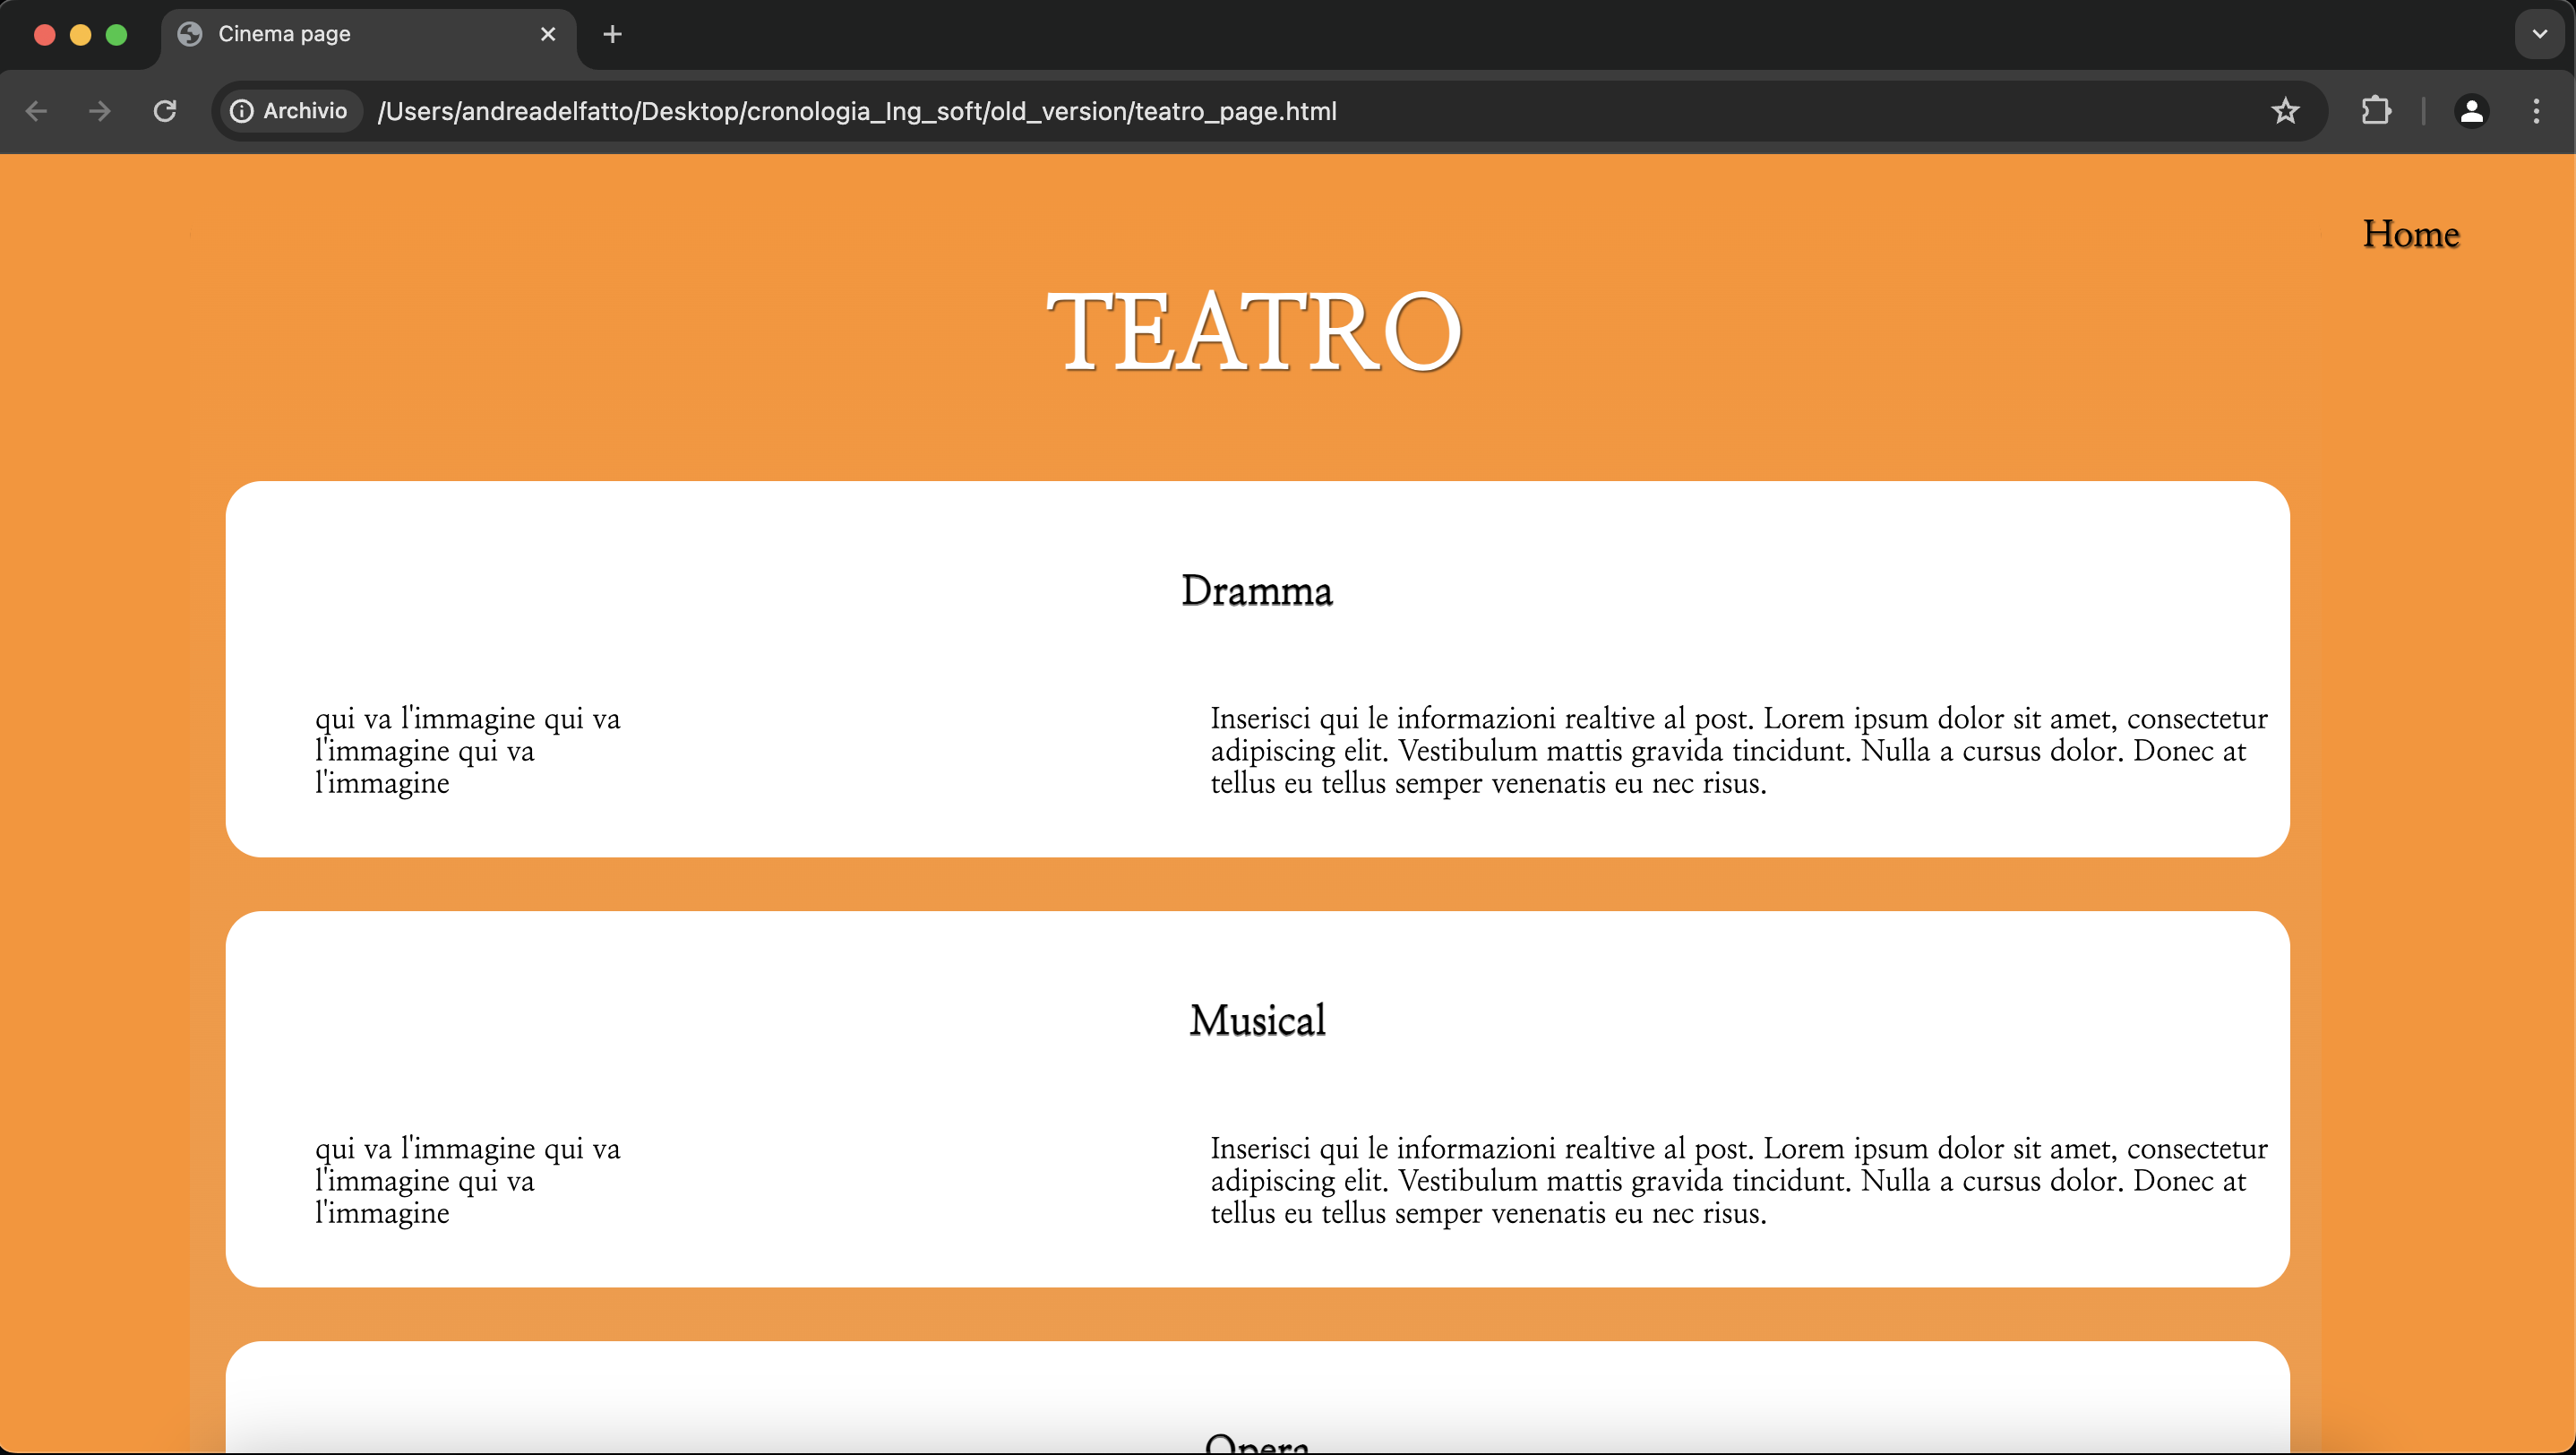 Cinema page
Archivio /Users/andreadelfatto/Desktop/cronologia_Ing_soft/old_version/teatro_page.html
Home
TEATRO
Dramma
qui va l'immagine qui va
l'immagine qui va
l'immagine
Inserisci qui le informazioni realtive al post. Lorem ipsum dolor sit amet, consectetur
adipiscing elit. Vestibulum mattis gravida tincidunt. Nulla a cursus dolor. Donec at
tellus eu tellus semper venenatis eu nec risus.
Musical
qui va l'immagine qui va
l'immagine qui va
l'immagine
Inserisci qui le informazioni realtive al post. Lorem ipsum dolor sit amet, consectetur
adipiscing elit. Vestibulum mattis gravida tincidunt. Nulla a cursus dolor. Donec at
tellus eu tellus semper venenatis eu nec risus.
Opera